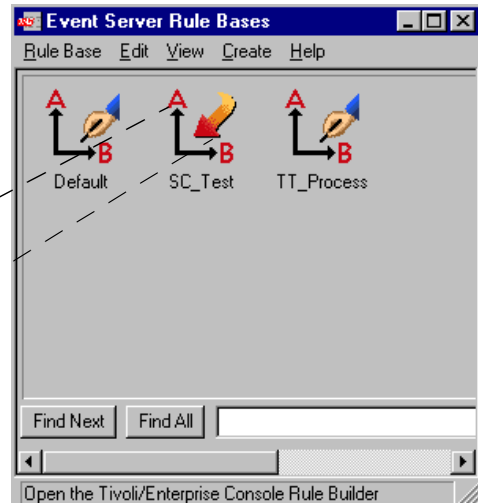 Event Server Rule Bases
Rule Base Edit View Create Help
A A A
B B B
Default SC_Test TT_Process
Find Next Find All
Open the Tivoli/Enterprise Console Rule Builder